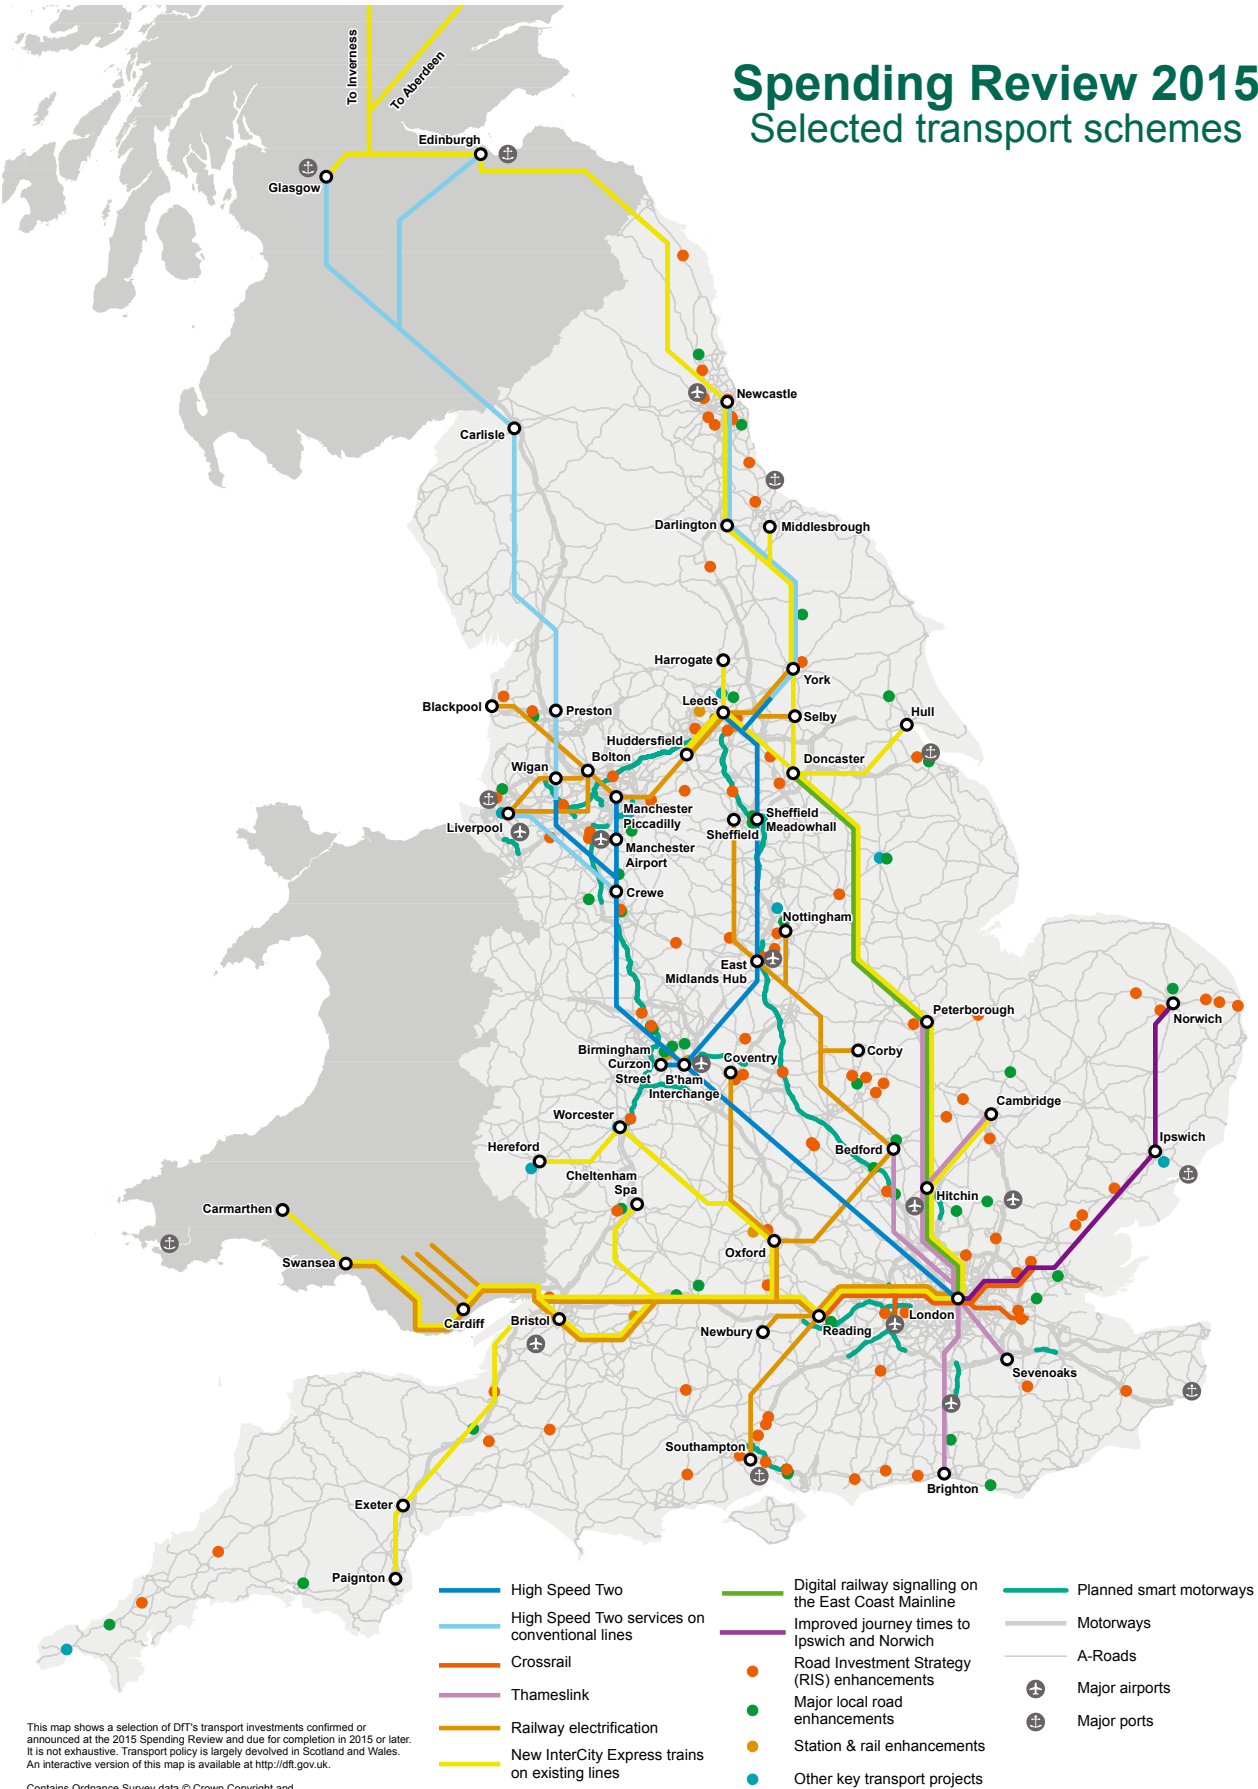 Spending Review 2015
Selected transport schemes
To Inverness
To Aberdeen
Edinburgh
Glasgow
Newcastle
Carlisle
Darlington
Middlesbrough
Harrogate
York
Blackpool
Preston
Leeds
Selby
Hull
Huddersfield
Bolton
Wigan
Doncaster
Manchester
Piccadilly
Liverpool
Sheffield
Sheffield
Meadowhall
Manchester
Airport
Crewe
Nottingham
East
Midlands Hub
Peterborough
Norwich
Birmingham
Curzon
Street
B'ham
Interchange
Coventry
Corby
Cambridge
Worcester
Hereford
Bedford
Ipswich
Cheltenham
Spa
Hitchin
Carmarthen
Swansea
Oxford
Cardiff
Bristol
Newbury
Reading
London
Sevenoaks
Southampton
Brighton
Exeter
Paignton
High Speed Two
High Speed Two services on
conventional lines
Crossrail
Thameslink
Railway electrification
New InterCity Express trains
on existing lines
Digital railway signalling on
the East Coast Mainline
Improved journey times to
Ipswich and Norwich
Road Investment Strategy
(RIS) enhancements
Major local road
enhancements
Station & rail enhancements
Other key transport projects
Planned smart motorways
Motorways
A-Roads
Major airports
Major ports
This map shows a selection of DfT's transport investments confirmed or
announced at the 2015 Spending Review and due for completion in 2015 or later.
It is not exhaustive. Transport policy is largely devolved in Scotland and Wales.
An interactive version of this map is available at http://dft.gov.uk.
Contains Ordnance Survey data © Crown Copyright and